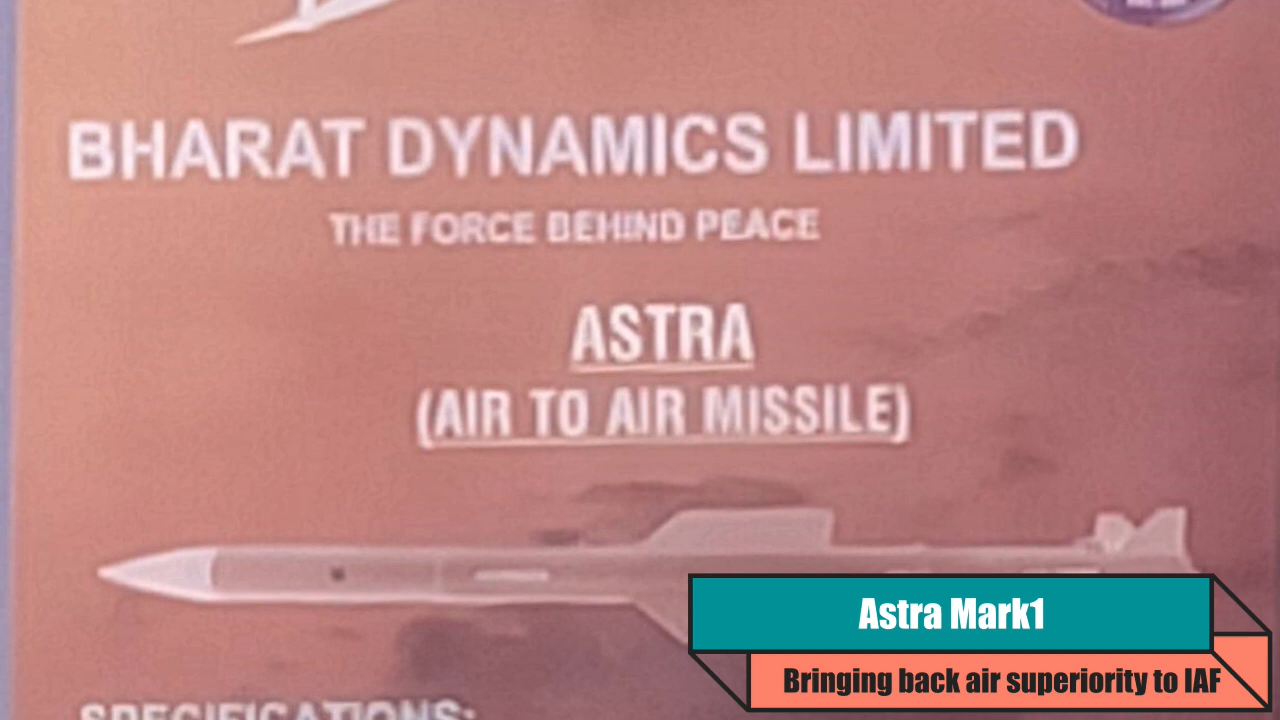 BHARAT DYNAMICS LIMITED
THE FORCE BEHIND PEACE
ASTRA
(AIR TO AIR MISSILE)
SPECIFICATIONS:
Astra Mark1
Bringing back air superiority to IAF